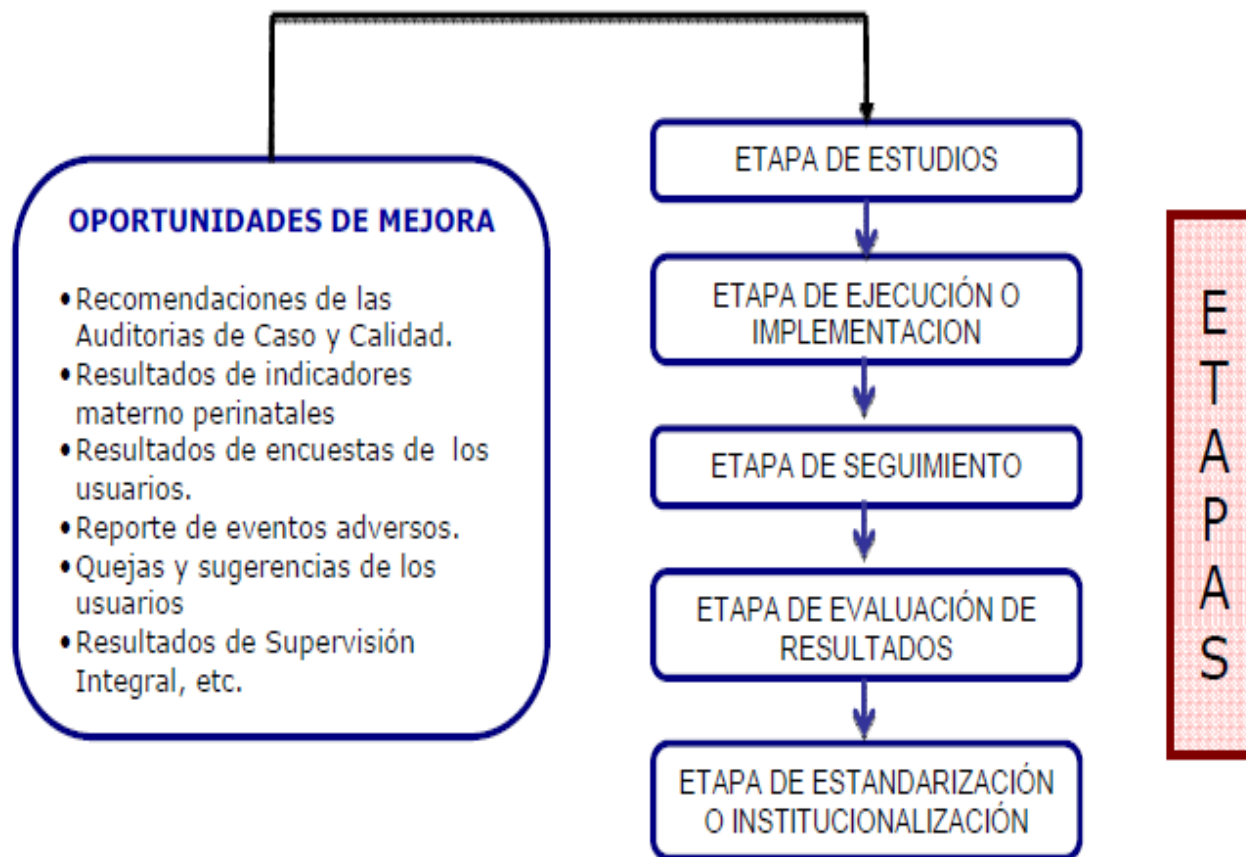 OPORTUNIDADES DE MEJORA
•Recomendaciones de las
Auditorias de Caso y Calidad.
•Resultados de indicadores
materno perinatales
•Resultados de encuestas de los
usuarios.
•Reporte de eventos adversos.
•Quejas y sugerencias de los
usuarios
•Resultados de Supervisión
Integral, etc.
ETAPA DE ESTUDIOS
ETAPA DE EJECUCIÓN O
IMPLEMENTACION
ETAPA DE SEGUIMIENTO
ETAPA DE EVALUACIÓN DE
RESULTADOS
ETAPA DE ESTANDARIZACIÓN
O INSTITUCIONALIZACIÓN
E
T
A
P
A
S